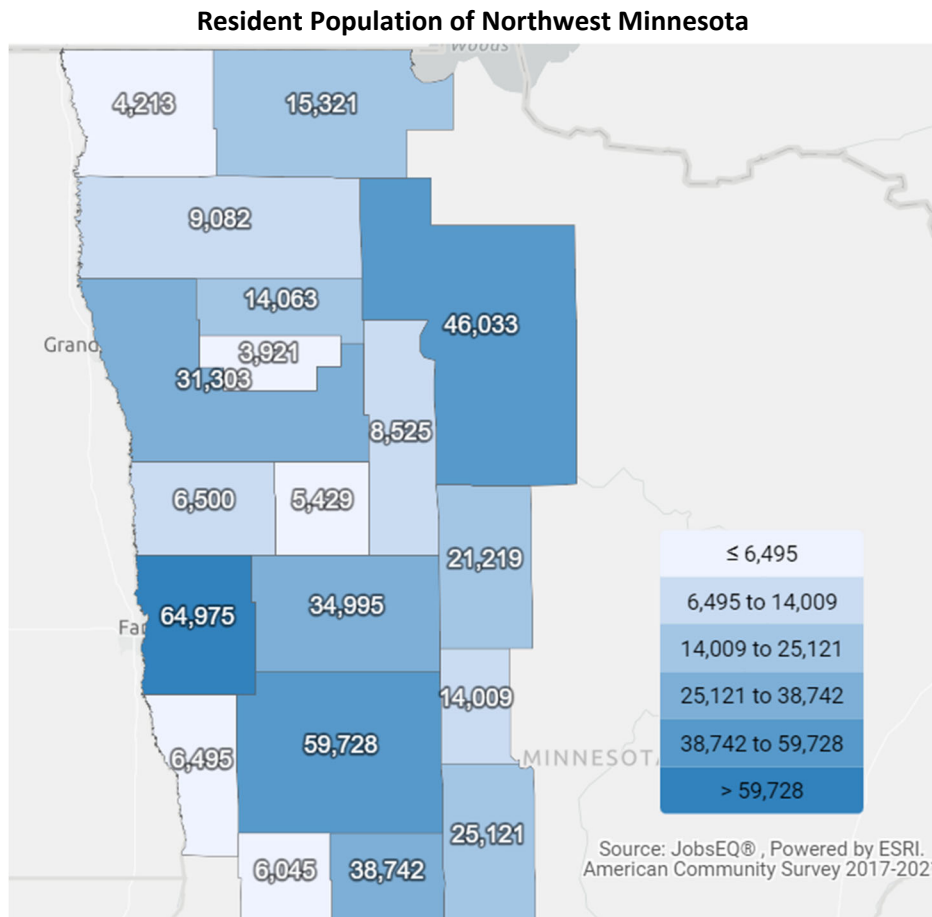 Resident Population of Northwest Minnesota
Woods
4,213
15,321
9,082
14,063
46,033
Grand
3,921
31,303
8,525
6,500
5,429
21,219
≤ 6,495
6,495 to 14,009
14,009 to 25,121
25,121 to 38,742
38,742 to 59,728
> 59,728
34,995
64,975
Far
14,009
6,495
59,728
MINNESOTA
25,121
6,045
38,742
Source: JobsEQ® , Powered by ESRI.
American Community Survey 2017-202